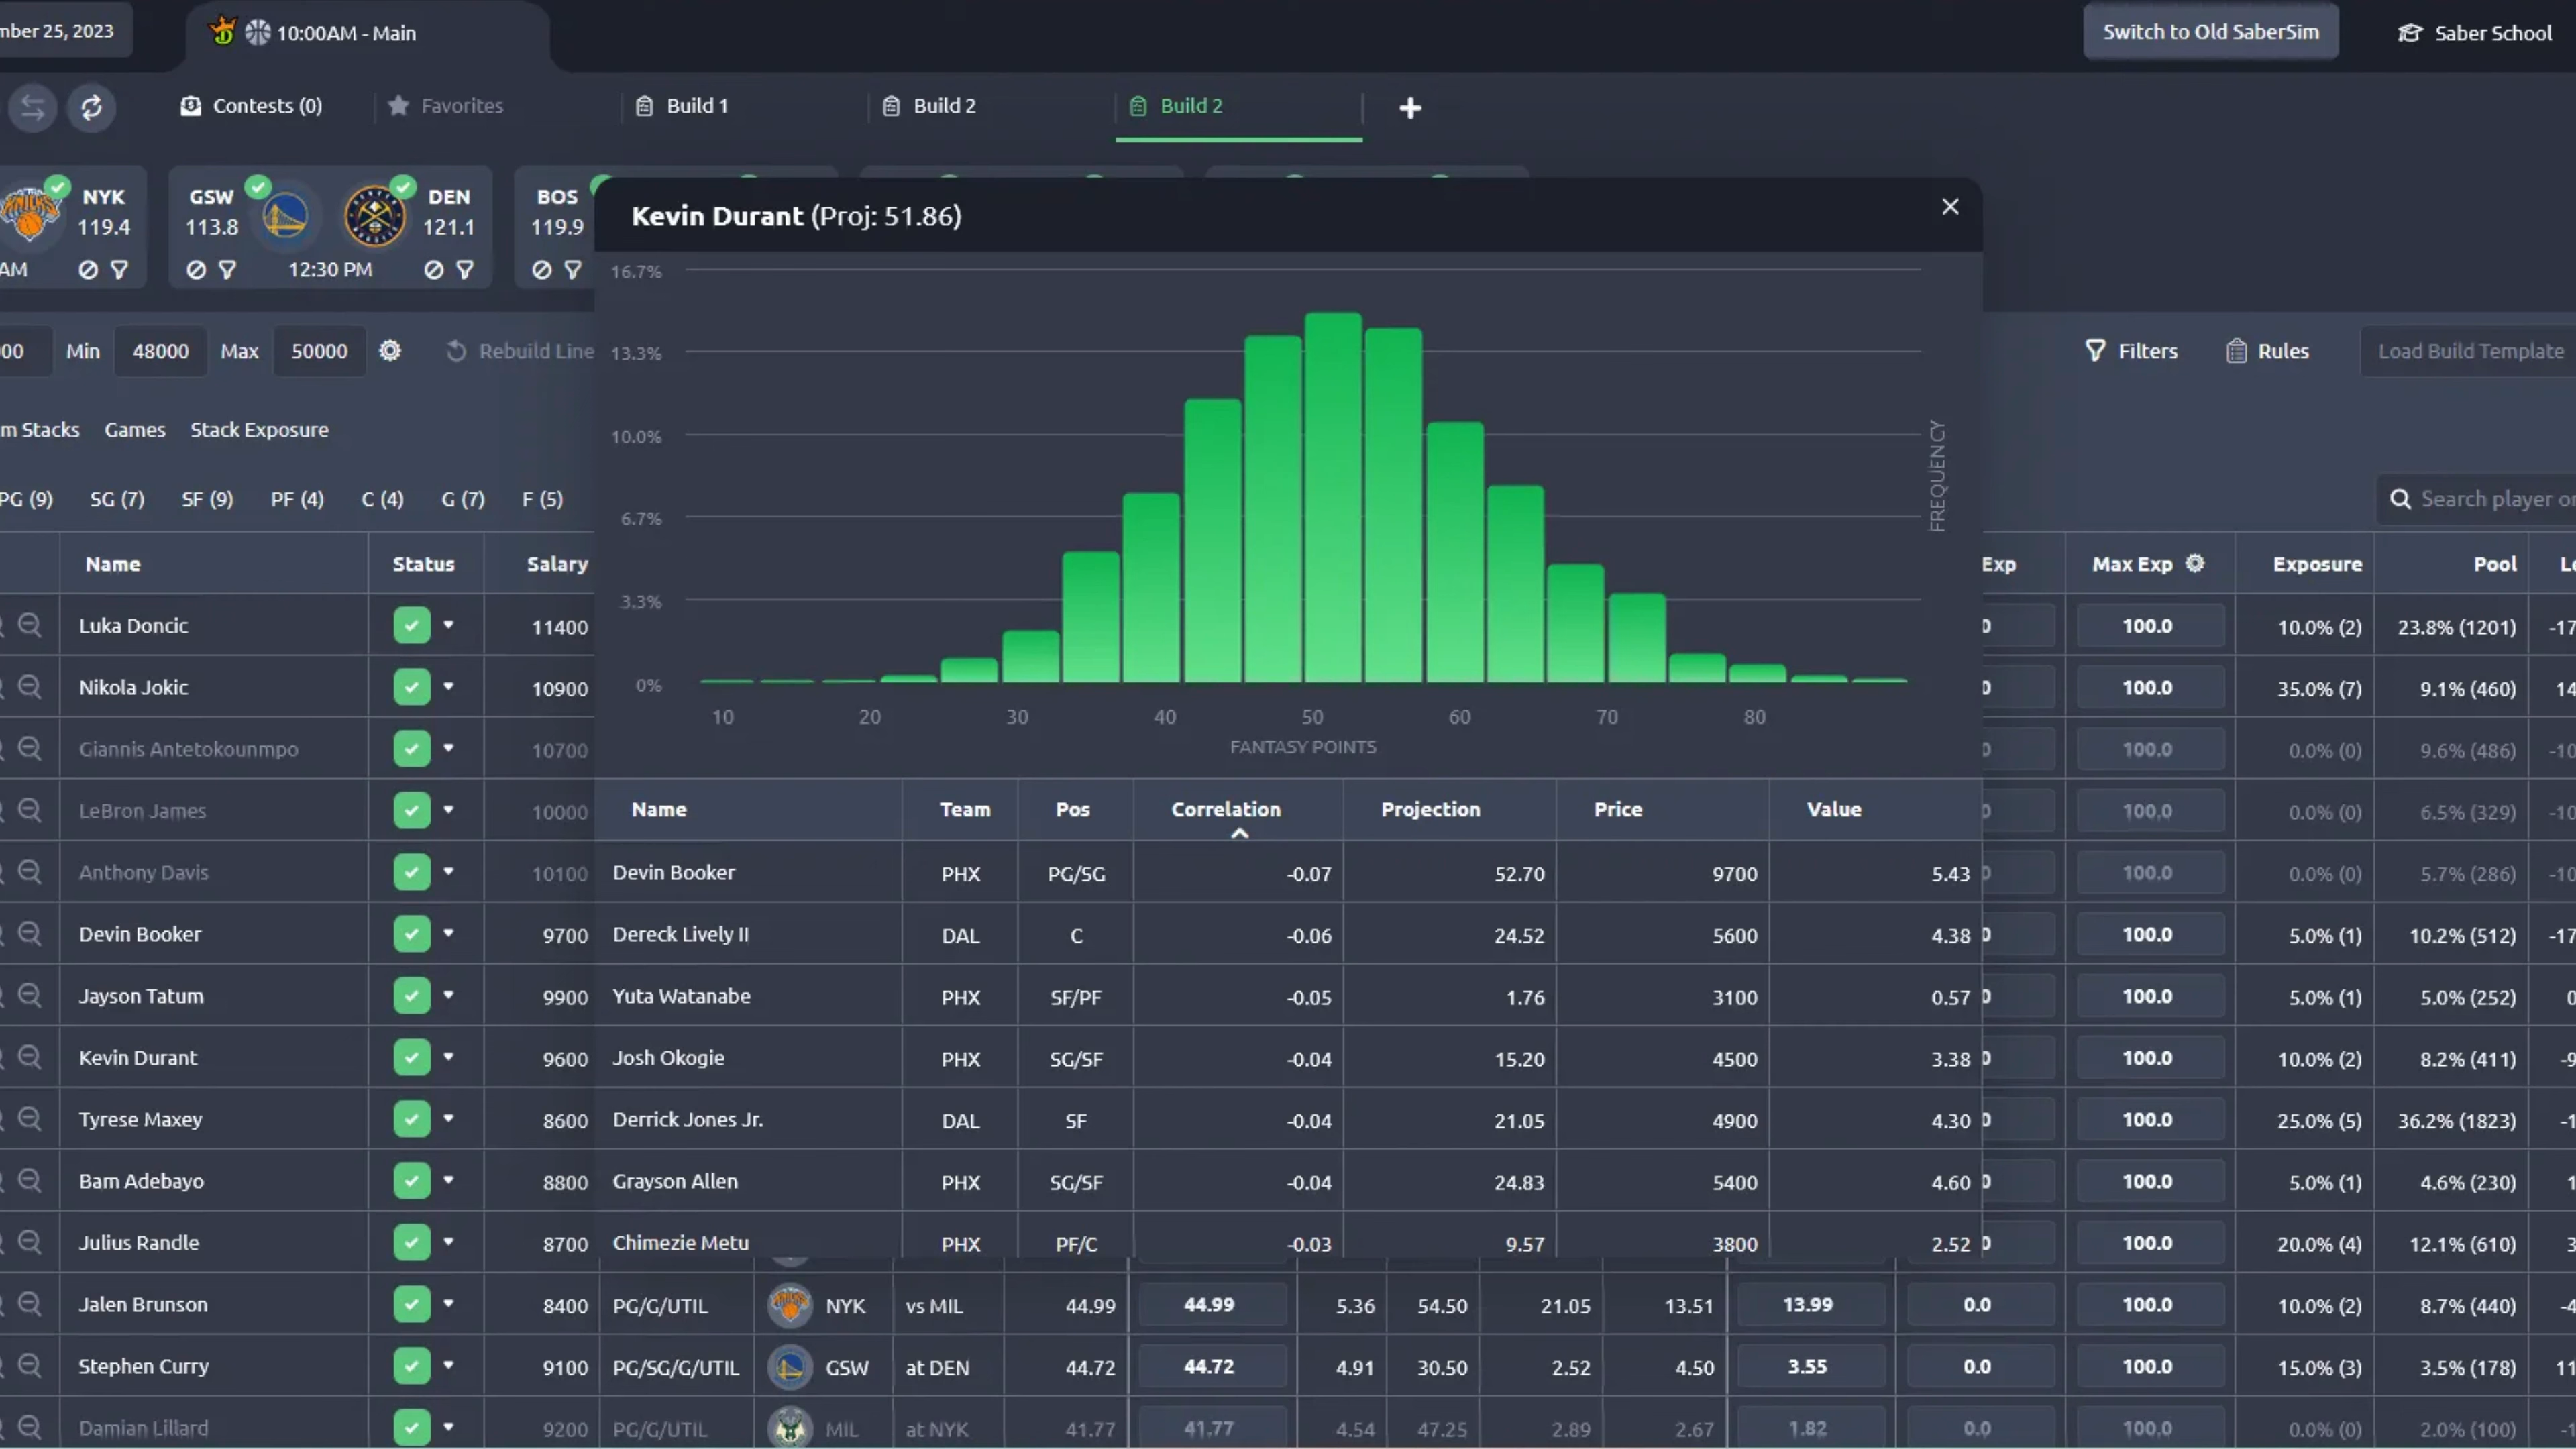 mber 25, 2023
10:00AM - Main
Switch to Old SaberSim
Saber School
Contests (0)
Favorites
Build 1
Build 2
Build 2
NYK
119.4
AM
GSW
113.8
DEN
121.1
12:30 PM
BOS
119.9
Kevin Durant (Proj: 51.86)
00 Min 48000 Max 50000
Rebuild Line
Filters
Rules
Load Build Template
m Stacks Games Stack Exposure
PG (9) SG (7) SF (9) PF (4) C (4) G (7) F (5)
Search player or
16.7%
13.3%
10.0%
6.7%
3.3%
0%
FREQUENCY
10 20 30 40 50 60 70 80
FANTASY POINTS
Name Team Pos Correlation Projection Price Value
Devin Booker PHX PG/SG -0.07 52.70 9700 5.43
Dereck Lively II DAL C -0.06 24.52 5600 4.38
Yuta Watanabe PHX SF/PF -0.05 1.76 3100 0.57
Josh Okogie PHX SG/SF -0.04 15.20 4500 3.38
Derrick Jones Jr. DAL SF -0.04 21.05 4900 4.30
Grayson Allen PHX SG/SF -0.04 24.83 5400 4.60
Chimezie Metu PHX PF/C -0.03 9.57 3800 2.52
Name Status Salary Exp Max Exp Exposure Pool
Luka Doncic 11400 100.0 10.0% (2) 23.8% (1201) -17
Nikola Jokic 10900 100.0 35.0% (7) 9.1% (460) 14
Giannis Antetokounmpo 10700 100.0 0.0% (0) 9.6% (486) -10
LeBron James 10000 100.0 0.0% (0) 6.5% (329) -10
Anthony Davis 10100 100.0 0.0% (0) 5.7% (286) -10
Devin Booker 9700 100.0 5.0% (1) 10.2% (512) -17
Jayson Tatum 9900 100.0 5.0% (1) 5.0% (252) 0
Kevin Durant 9600 100.0 10.0% (2) 8.2% (411) -9
Tyrese Maxey 8600 100.0 25.0% (5) 36.2% (1823) -1
Bam Adebayo 8800 100.0 5.0% (1) 4.6% (230) 1
Julius Randle 8700 100.0 20.0% (4) 12.1% (610) 3
Jalen Brunson 8400 PG/G/UTIL NYK vs MIL 44.99 44.99 5.36 54.50 21.05 13.51 13.99 0.0 100.0 10.0% (2) 8.7% (440) -4
Stephen Curry 9100 PG/SG/G/UTIL GSW at DEN 44.72 44.72 4.91 30.50 2.52 4.50 3.55 0.0 100.0 15.0% (3) 3.5% (178) 11
Damian Lillard 9200 PG/G/UTIL MIL at NYK 41.77 41.77 4.54 47.25 2.89 2.67 1.82 0.0 100.0 0.0% (0) 2.0% (100)